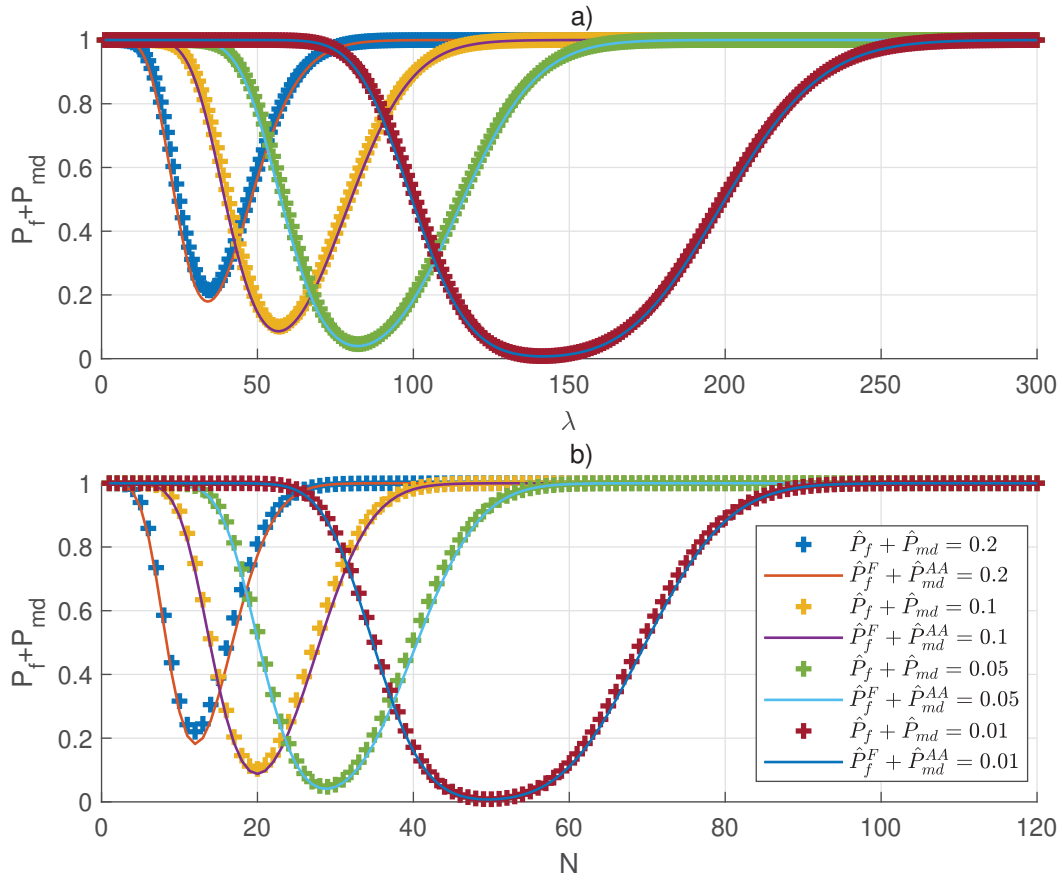 a)
1
0.8
0.6
0.4
0.2
0
P_f+P_md
0 50 100 150 200 250 300
λ
b)
1
0.8
0.6
0.4
0.2
0
P_f+P_md
P̂_f + P̂_md = 0.2
P̂_f^F + P̂_md^AA = 0.2
P̂_f + P̂_md = 0.1
P̂_f^F + P̂_md^AA = 0.1
P̂_f + P̂_md = 0.05
P̂_f^F + P̂_md^AA = 0.05
P̂_f + P̂_md = 0.01
P̂_f^F + P̂_md^AA = 0.01
0 20 40 60 80 100 120
N